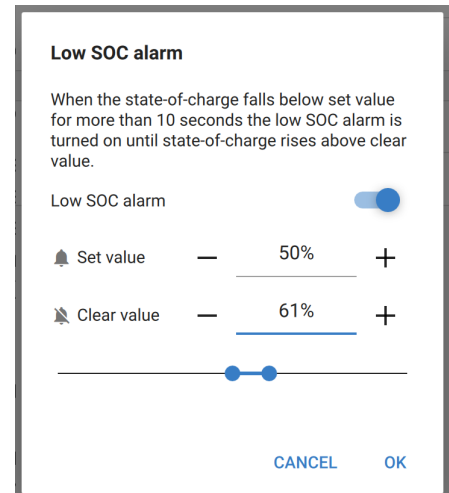 Low SOC alarm
When the state-of-charge falls below set value
for more than 10 seconds the low SOC alarm is
turned on until state-of-charge rises above clear
value.
Low SOC alarm
Set value — 50% +
Clear value — 61% +
CANCEL OK